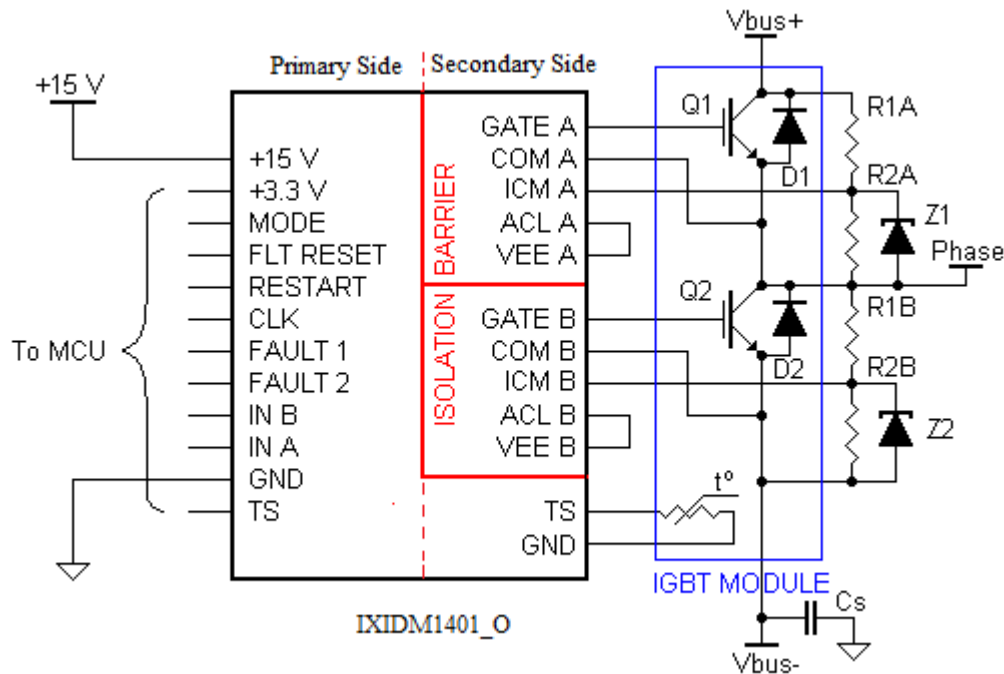 Vbus+
Primary Side
Secondary Side
+15 V
Q1
R1A
GATE A
+15 V
COM A
D1
R2A
+3.3 V
ICM A
MODE
ACL A
Z1
FLT RESET
VEE A
Phase
RESTART
Q2
R1B
CLK
GATE B
To MCU
FAULT 1
COM B
D2
R2B
FAULT 2
ICM B
IN B
ACL B
Z2
IN A
VEE B
GND
tº
TS
TS
GND
ISOLATION BARRIER
IGBT MODULE
Cs
IXIDM1401_O
Vbus-